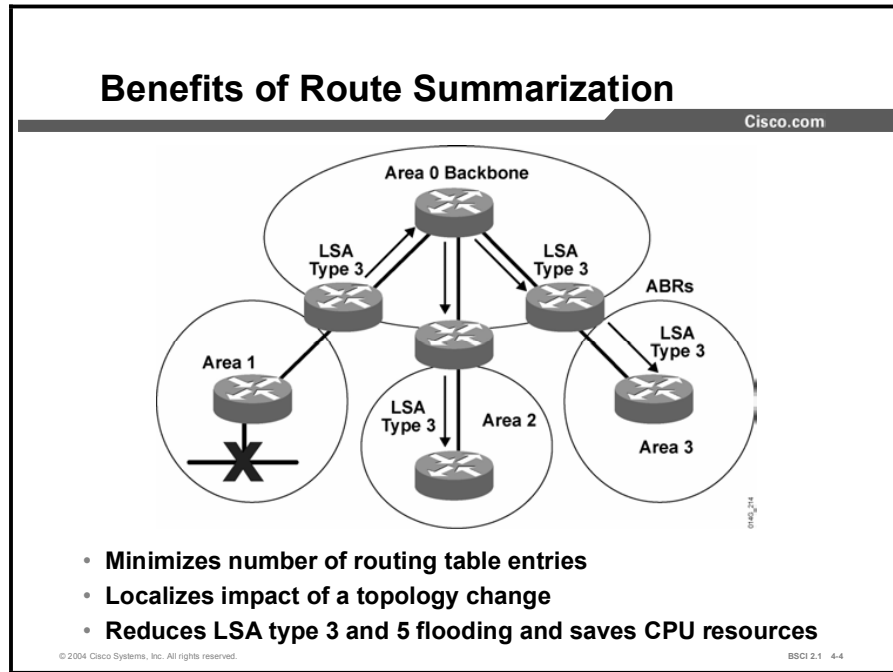 Benefits of Route Summarization
Cisco.com
Area 0 Backbone
LSA
Type 3
LSA
Type 3
ABRs
LSA
Type 3
Area 1
LSA
Type 3
Area 2
Area 3
X
014G_214
• Minimizes number of routing table entries
• Localizes impact of a topology change
• Reduces LSA type 3 and 5 flooding and saves CPU resources
© 2004 Cisco Systems, Inc. All rights reserved.
BSCI 2.1 4-4